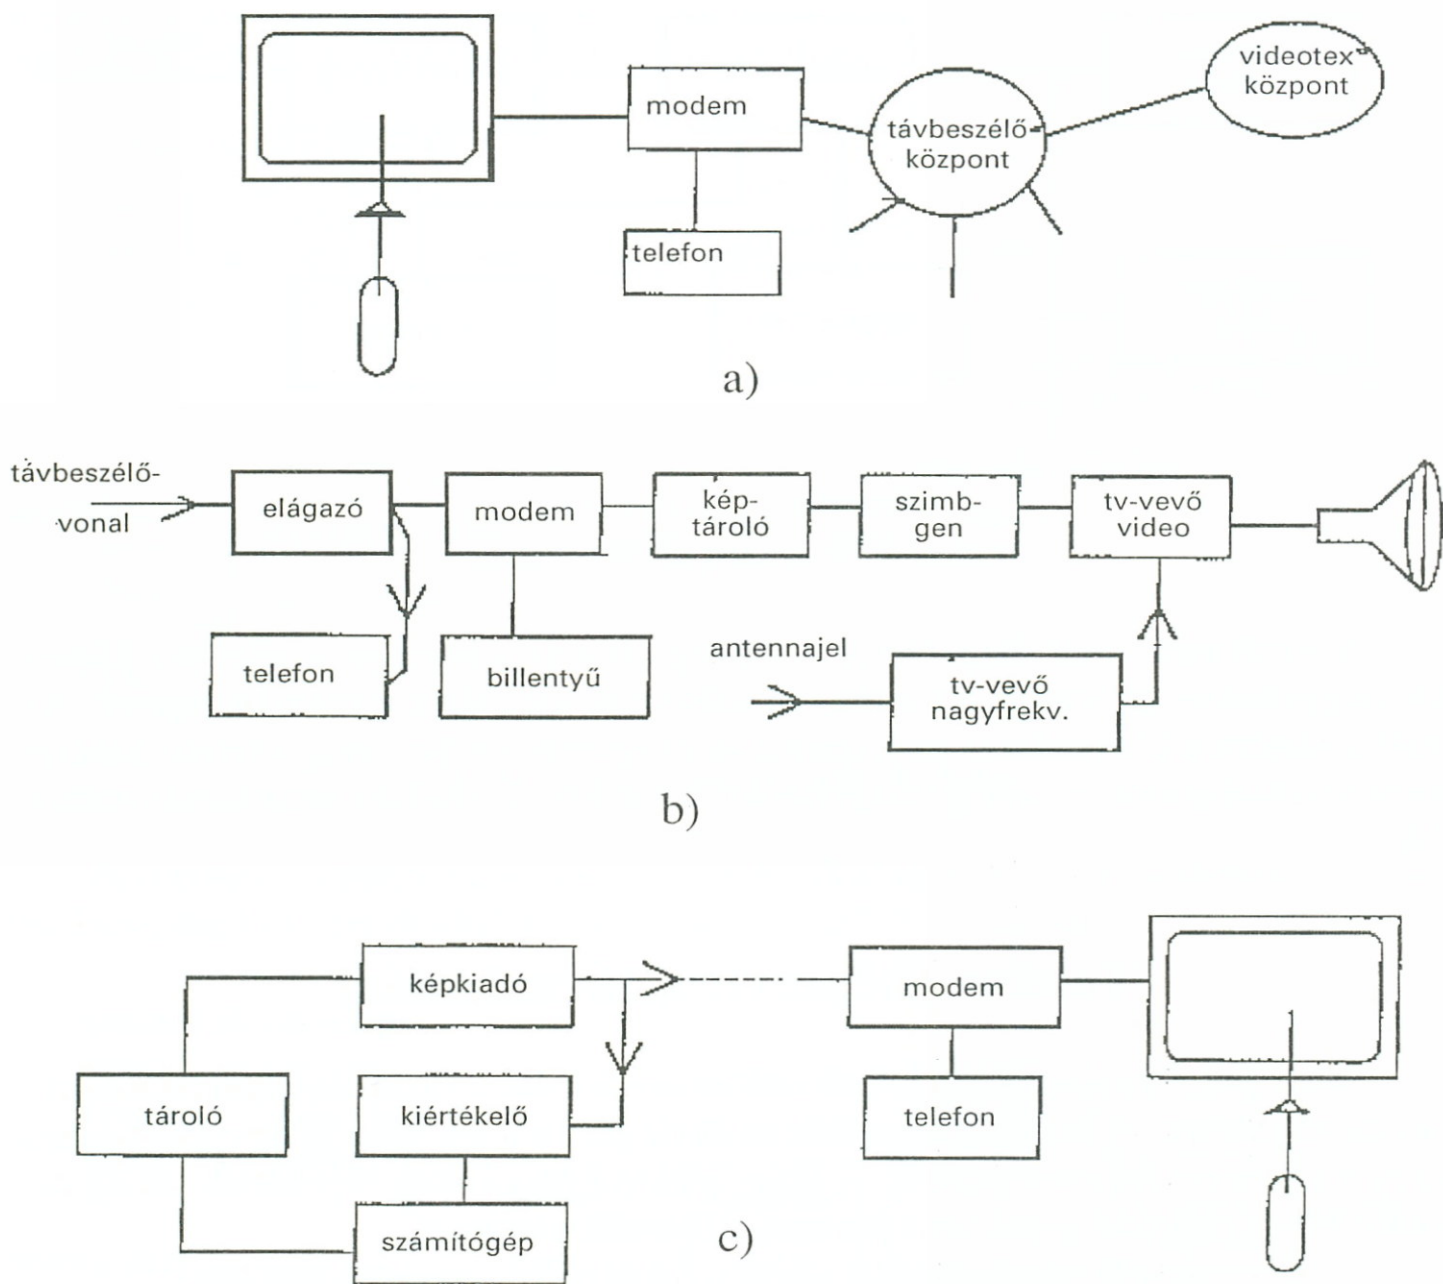 modem
telefon
távbeszélő-
központ
videotex-
központ
a)
távbeszélő-
vonal
elágazó
modem
kép-
tároló
szimb-
gen
tv-vevő
video
telefon
billentyű
antennajel
tv-vevő
nagyfrekv.
b)
képkiadó
modem
tároló
kiértékelő
telefon
számítógép
c)